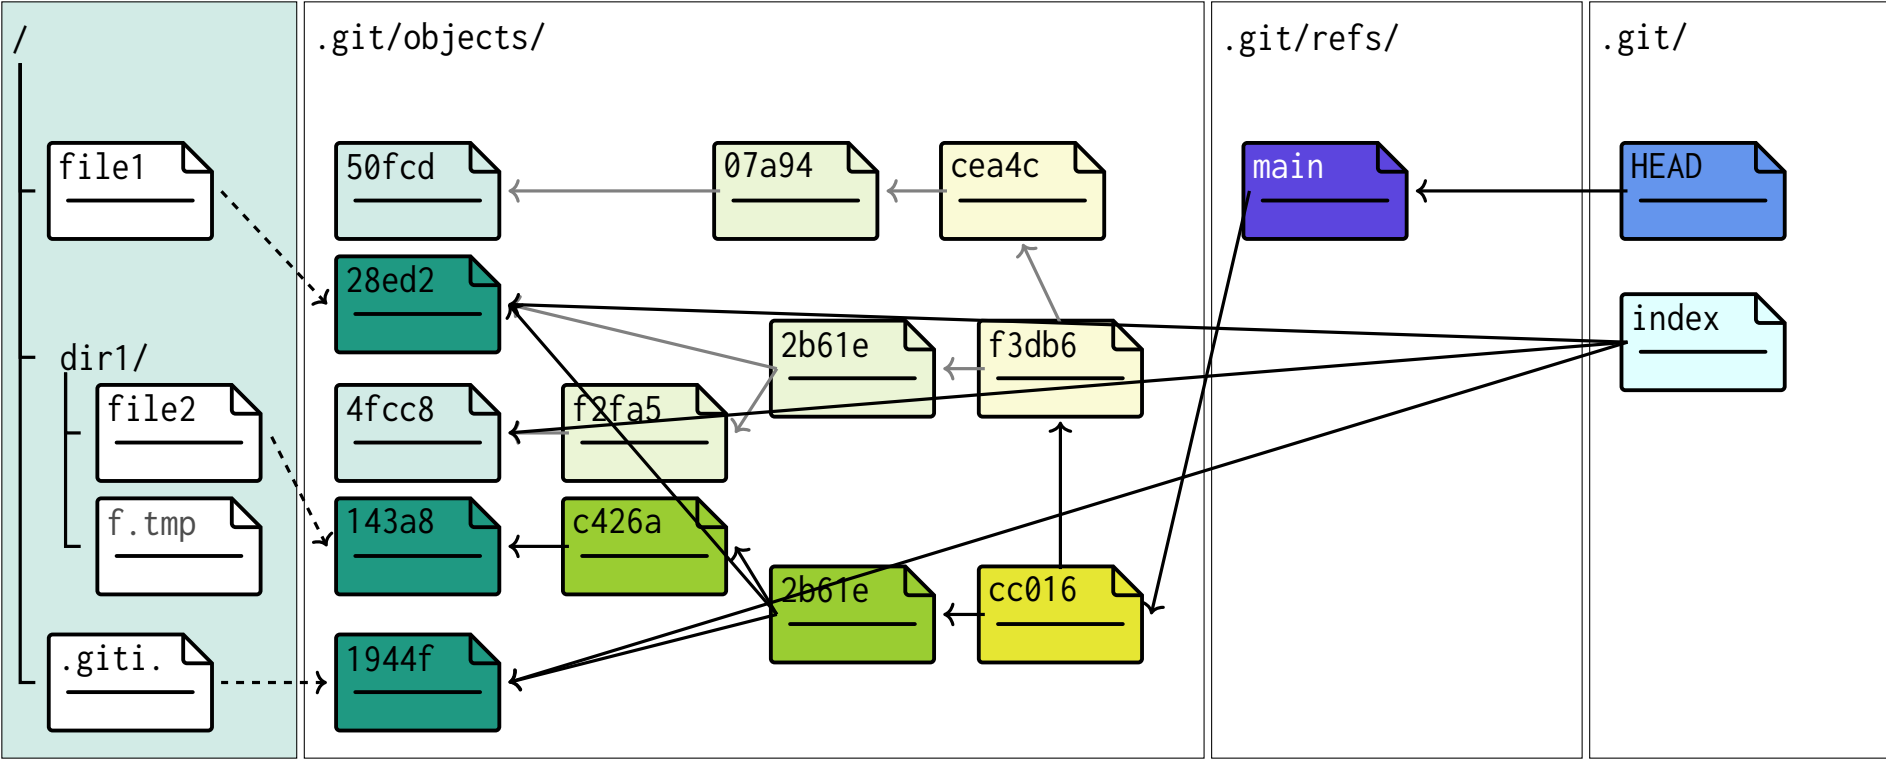 /
.git/objects/
.git/refs/
.git/
file1
50fcd
07a94
cea4c
main
HEAD
28ed2
index
dir1/
2b61e
f3db6
file2
4fcc8
f2fa5
f.tmp
143a8
c426a
2b61e
cc016
.giti.
1944f